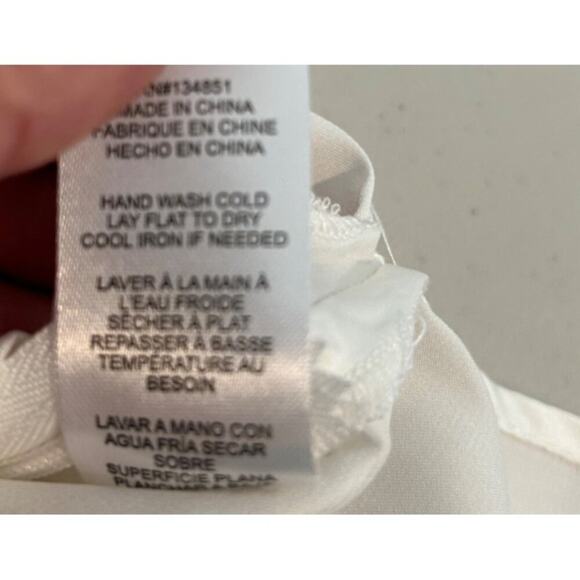 RN#134851
MADE IN CHINA
FABRIQUE EN CHINE
HECHO EN CHINA
HAND WASH COLD
LAY FLAT TO DRY
COOL IRON IF NEEDED
LAVER À LA MAIN À
L'EAU FROIDE
SÉCHER À PLAT
REPASSER À BASSE
TEMPÉRATURE AU
BESOIN
LAVAR A MANO CON
AGUA FRÍA SECAR
SOBRE
SUPERFICIE PLANA